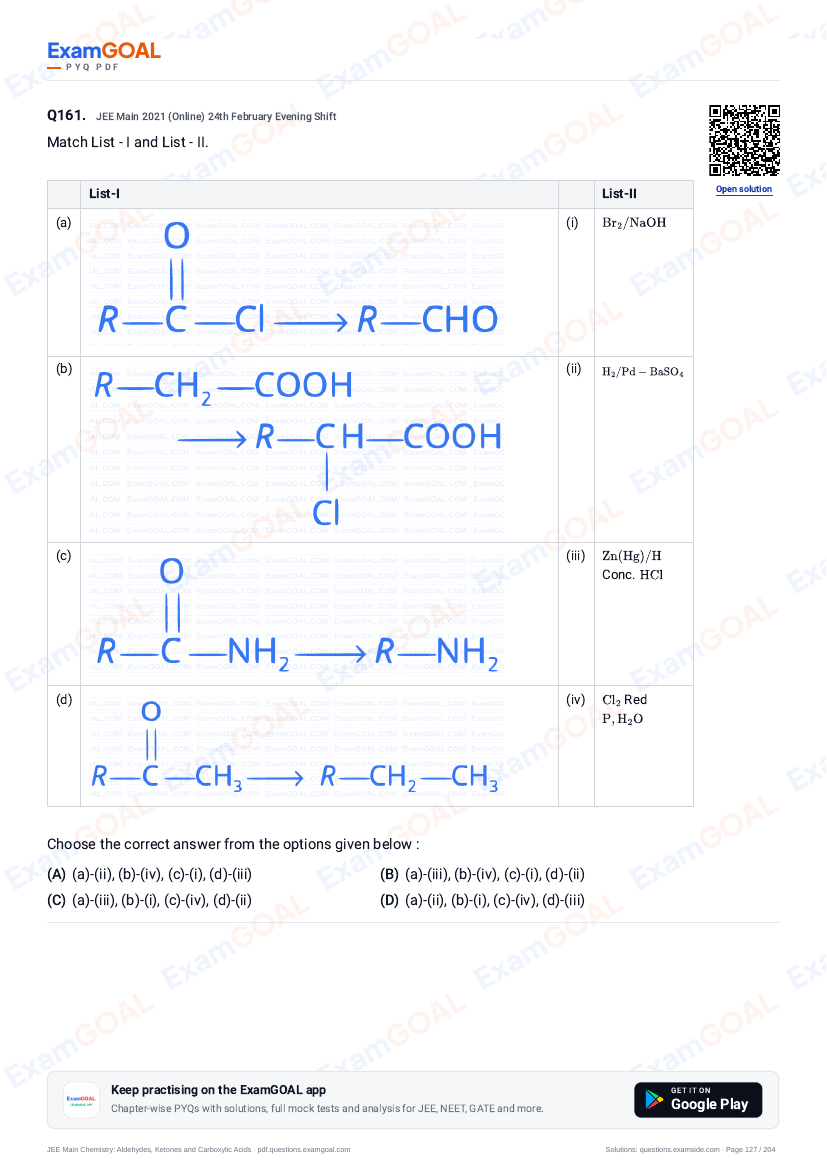 ExamGOAL
PYQ PDF
Q161. JEE Main 2021 (Online) 24th February Evening Shift
Match List - I and List - II.
Open solution
List-I List-II
(a) O
R—C—Cl⟶R—CHO
(i) Br₂/NaOH
(b) R—CH₂—COOH
⟶R—CH—COOH
Cl
(ii) H₂/Pd − BaSO₄
(c) O
R—C—NH₂⟶R—NH₂
(iii) Zn(Hg)/H
Conc. HCl
(d) O
R—C—CH₃⟶R—CH₂—CH₃
(iv) Cl₂ Red
P, H₂O
Choose the correct answer from the options given below :
(A) (a)-(ii), (b)-(iv), (c)-(i), (d)-(iii) (B) (a)-(iii), (b)-(iv), (c)-(i), (d)-(ii)
(C) (a)-(iii), (b)-(i), (c)-(iv), (d)-(ii) (D) (a)-(ii), (b)-(i), (c)-(iv), (d)-(iii)
ExamGOAL
Keep practising on the ExamGOAL app
Chapter-wise PYQs with solutions, full mock tests and analysis for JEE, NEET, GATE and more.
GET IT ON
Google Play
JEE Main Chemistry: Aldehydes, Ketones and Carboxylic Acids · pdf.questions.examgoal.com Solutions: questions.examside.com · Page 127 / 204